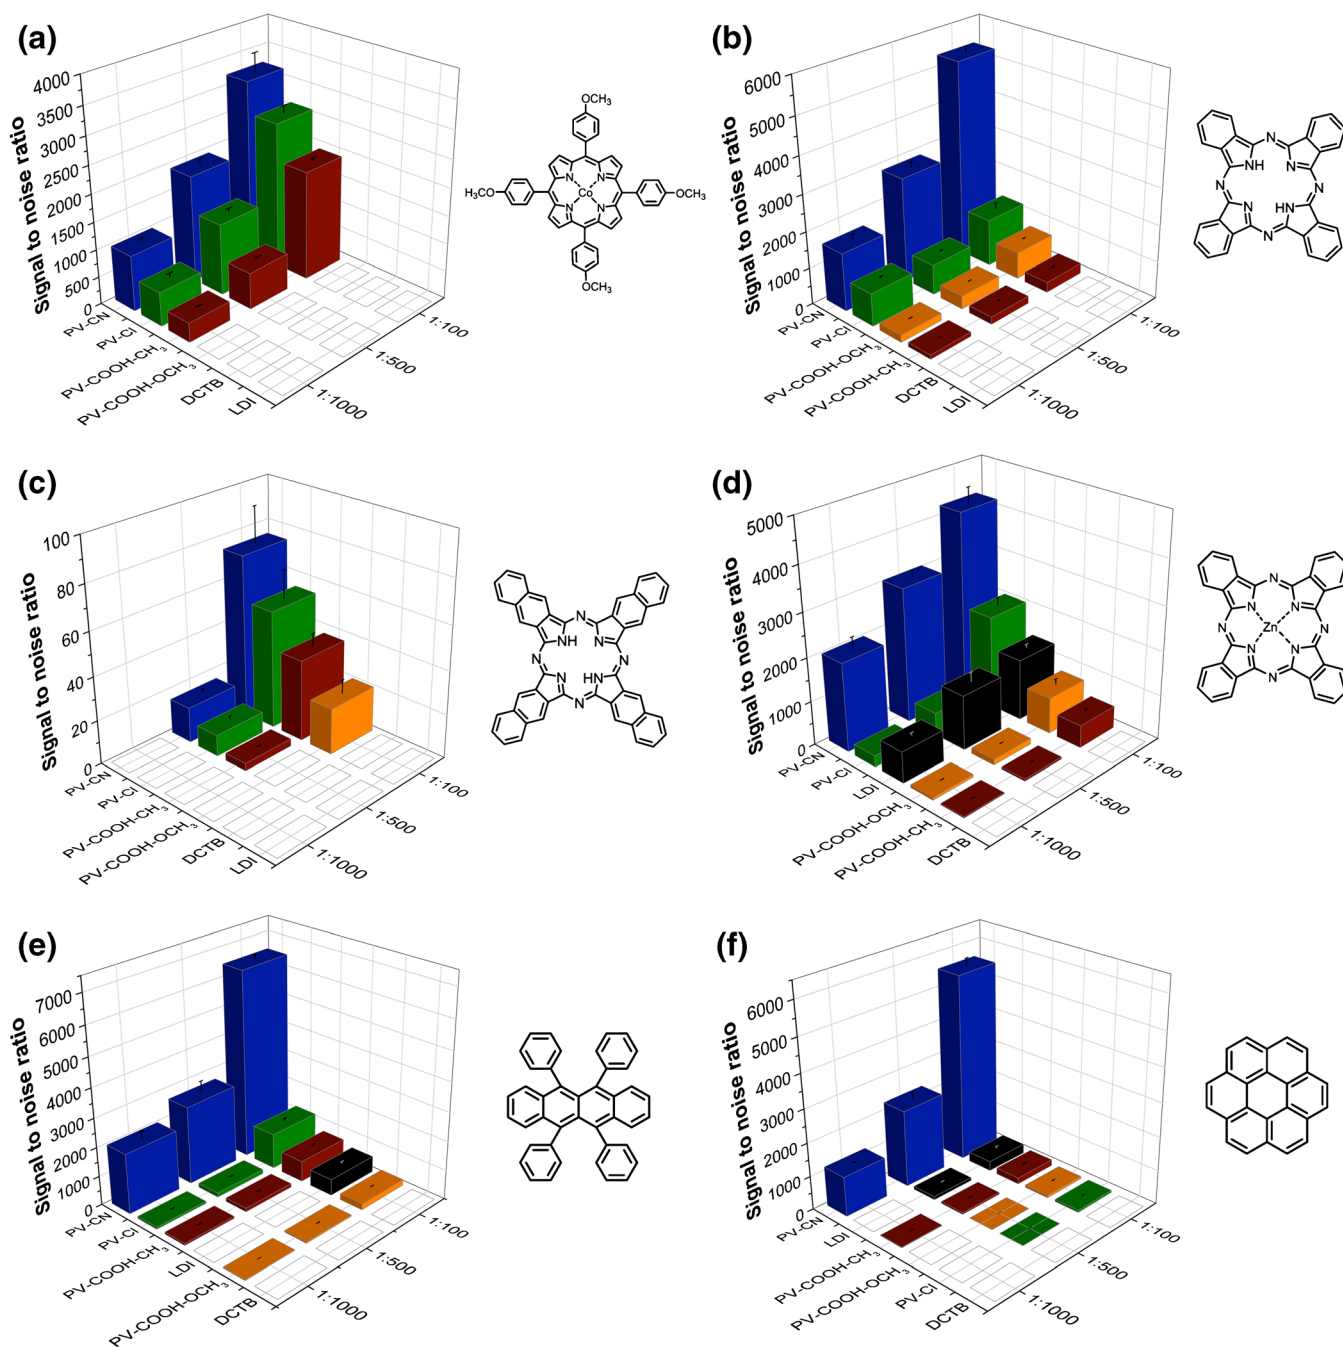 (a)
Signal to noise ratio
4000
3500
3000
2500
2000
1500
1000
500
0
PV-CN
PV-Cl
PV-COOH-CH3
PV-COOH-OCH3
DCTB
LDI
1:1000
1:500
1:100
OCH3
H3CO
N
N
Co
N
N
OCH3
OCH3
(b)
Signal to noise ratio
6000
5000
4000
3000
2000
1000
0
PV-CN
PV-Cl
PV-COOH-OCH3
PV-COOH-CH3
DCTB
LDI
1:1000
1:500
1:100
N
NH
N
N
N
N
HN
N
(c)
Signal to noise ratio
100
80
60
40
20
0
PV-CN
PV-Cl
PV-COOH-CH3
PV-COOH-OCH3
DCTB
LDI
1:1000
1:500
1:100
N
NH
N
N
N
N
HN
N
(d)
Signal to noise ratio
5000
4000
3000
2000
1000
0
PV-CN
PV-Cl
LDI
PV-COOH-OCH3
PV-COOH-CH3
DCTB
1:1000
1:500
1:100
N
N
N
N
Zn
N
N
N
N
(e)
Signal to noise ratio
7000
6000
5000
4000
3000
2000
1000
0
PV-CN
PV-Cl
PV-COOH-CH3
LDI
PV-COOH-OCH3
DCTB
1:1000
1:500
1:100
(f)
Signal to noise ratio
6000
5000
4000
3000
2000
1000
0
PV-CN
LDI
PV-COOH-CH3
PV-COOH-OCH3
PV-Cl
DCTB
1:1000
1:500
1:100